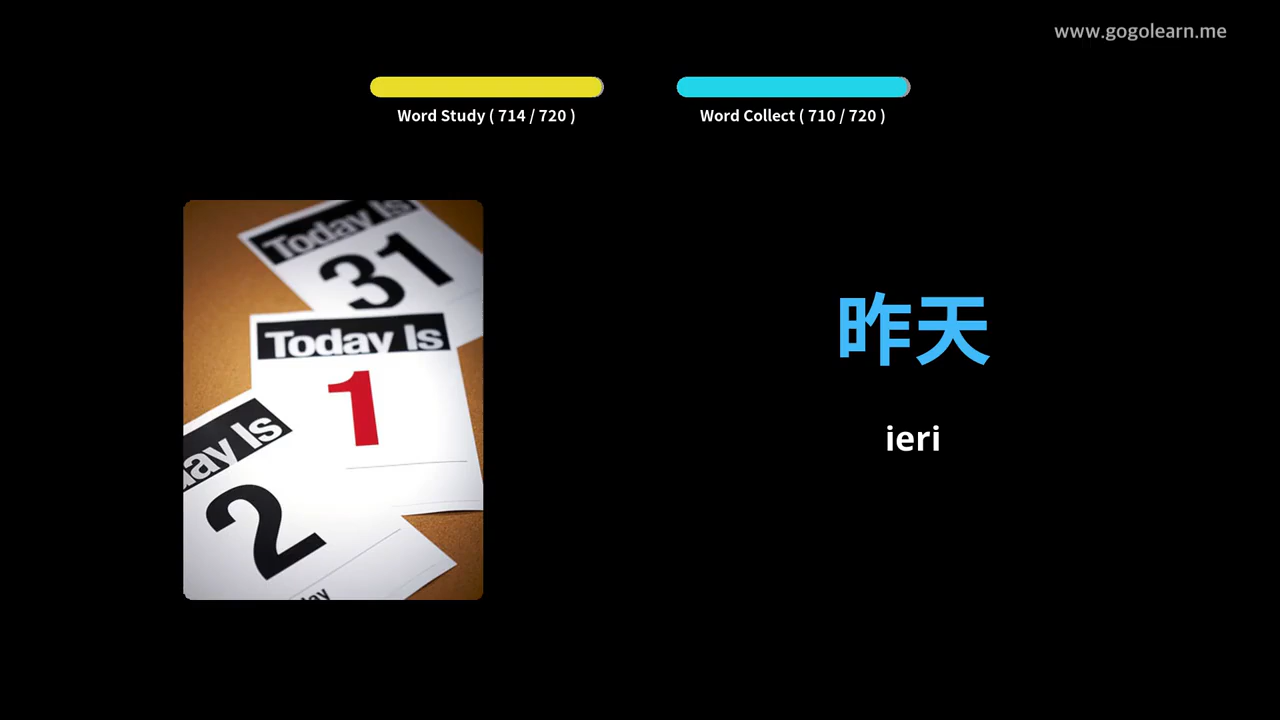 www.gogolearn.me
Word Study ( 714 / 720 )
Word Collect ( 710 / 720 )
Today Is
31
Today Is
1
ay Is
2
昨天
ieri